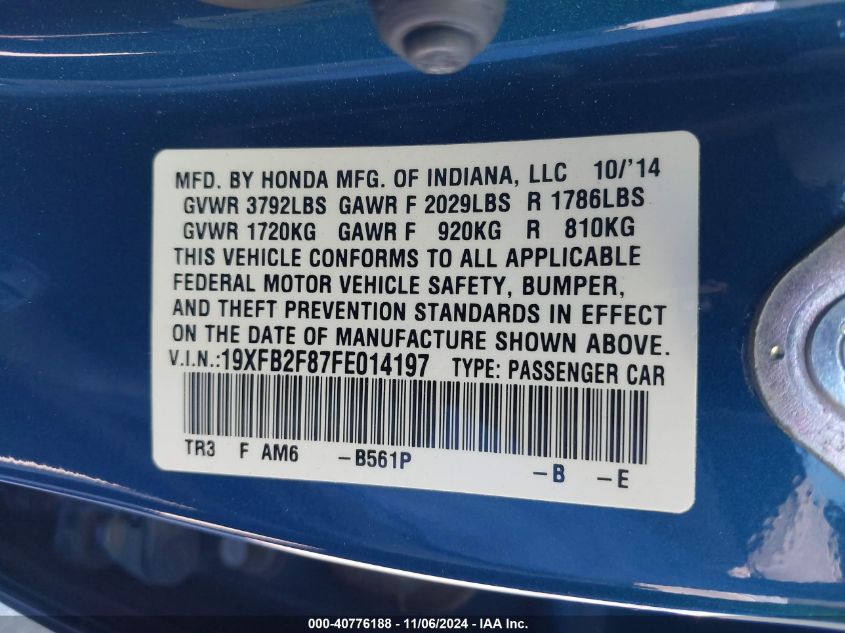 MFD. BY HONDA MFG. OF INDIANA, LLC 10/'14
GVWR 3792LBS GAWR F 2029LBS R 1786LBS
GVWR 1720KG GAWR F 920KG R 810KG
THIS VEHICLE CONFORMS TO ALL APPLICABLE
FEDERAL MOTOR VEHICLE SAFETY, BUMPER,
AND THEFT PREVENTION STANDARDS IN EFFECT
ON THE DATE OF MANUFACTURE SHOWN ABOVE.
V.I.N.:19XFB2F87FE014197 TYPE: PASSENGER CAR
TR3 F AM6 -B561P -B -E
000-40776188 - 11/06/2024 - IAA Inc.